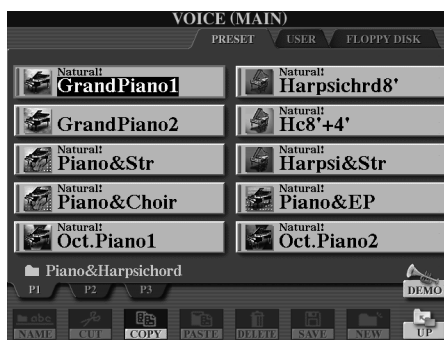 VOICE (MAIN)
PRESET USER FLOPPY DISK
Natural!
GrandPiano1
Natural!
Harpsichrd8'
GrandPiano2
Natural!
Hc8'+4'
Natural!
Piano&Str
Natural!
Harpsi&Str
Natural!
Piano&Choir
Natural!
Piano&EP
Natural!
Oct.Piano1
Natural!
Oct.Piano2
Piano&Harpsichord
P1 P2 P3
DEMO
abc
NAME CUT COPY PASTE DELETE SAVE NEW UP